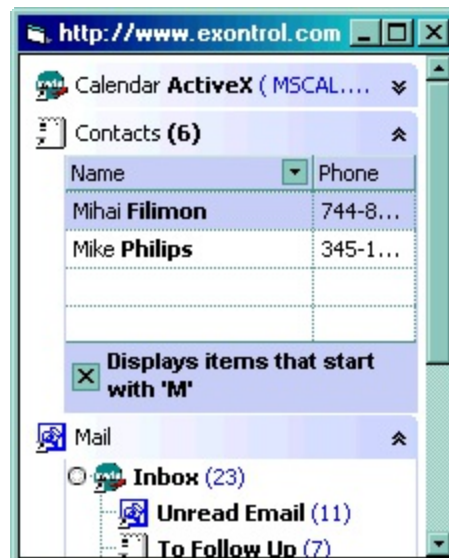 http://www.exontrol.com
Calendar ActiveX ( MSCAL....
Contacts (6)
Name Phone
Mihai Filimon 744-8...
Mike Philips 345-1...
Displays items that start
with 'M'
Mail
Inbox (23)
Unread Email (11)
To Follow Up (7)